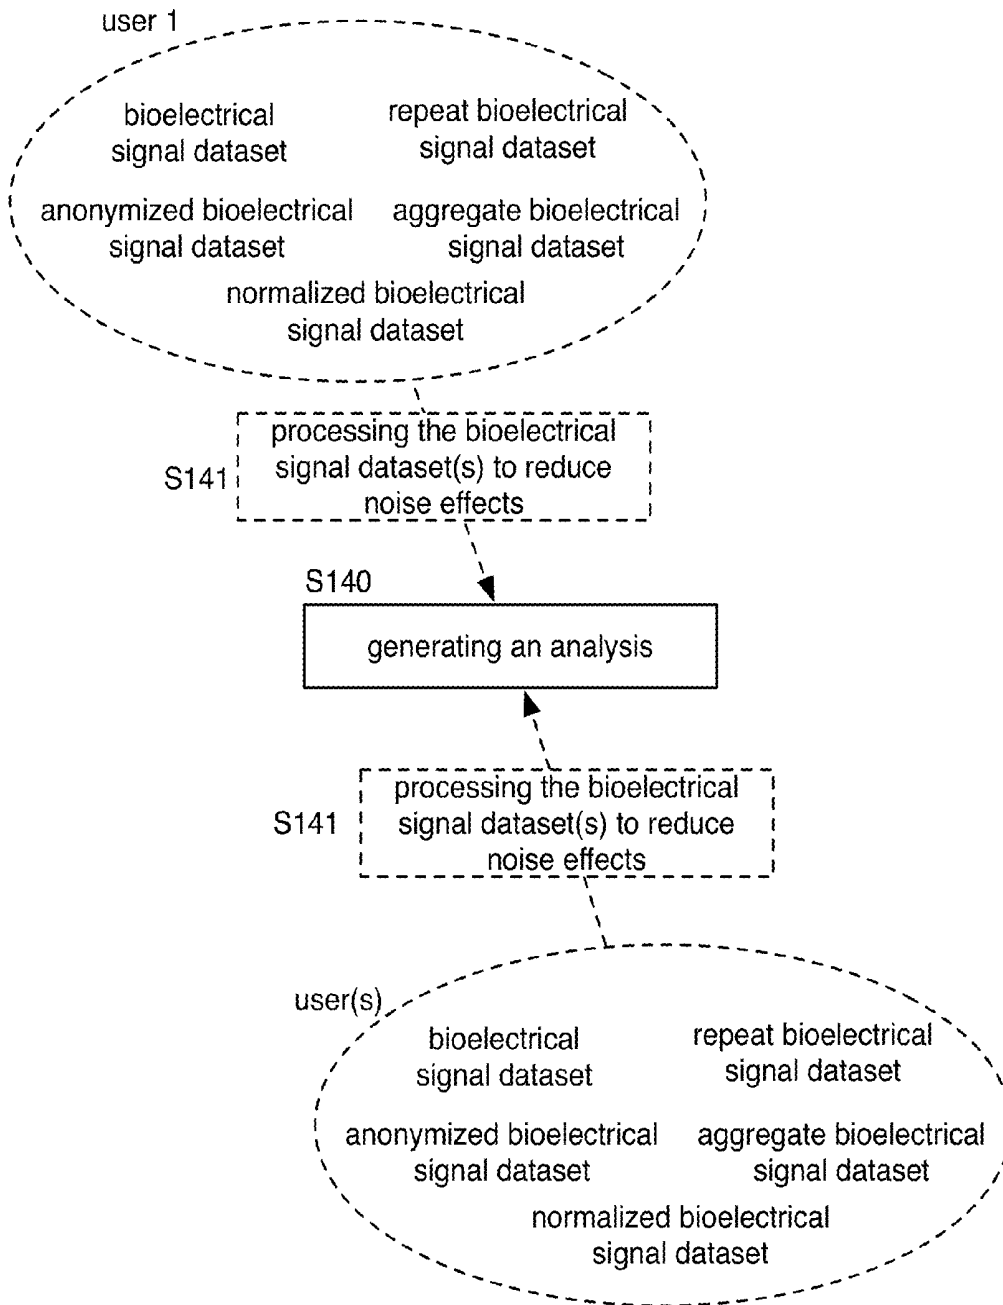 user 1
bioelectrical
signal dataset
repeat bioelectrical
signal dataset
anonymized bioelectrical
signal dataset
aggregate bioelectrical
signal dataset
normalized bioelectrical
signal dataset
processing the bioelectrical
signal dataset(s) to reduce
noise effects
S141
S140
generating an analysis
processing the bioelectrical
signal dataset(s) to reduce
noise effects
S141
user(s)
bioelectrical
signal dataset
repeat bioelectrical
signal dataset
anonymized bioelectrical
signal dataset
aggregate bioelectrical
signal dataset
normalized bioelectrical
signal dataset